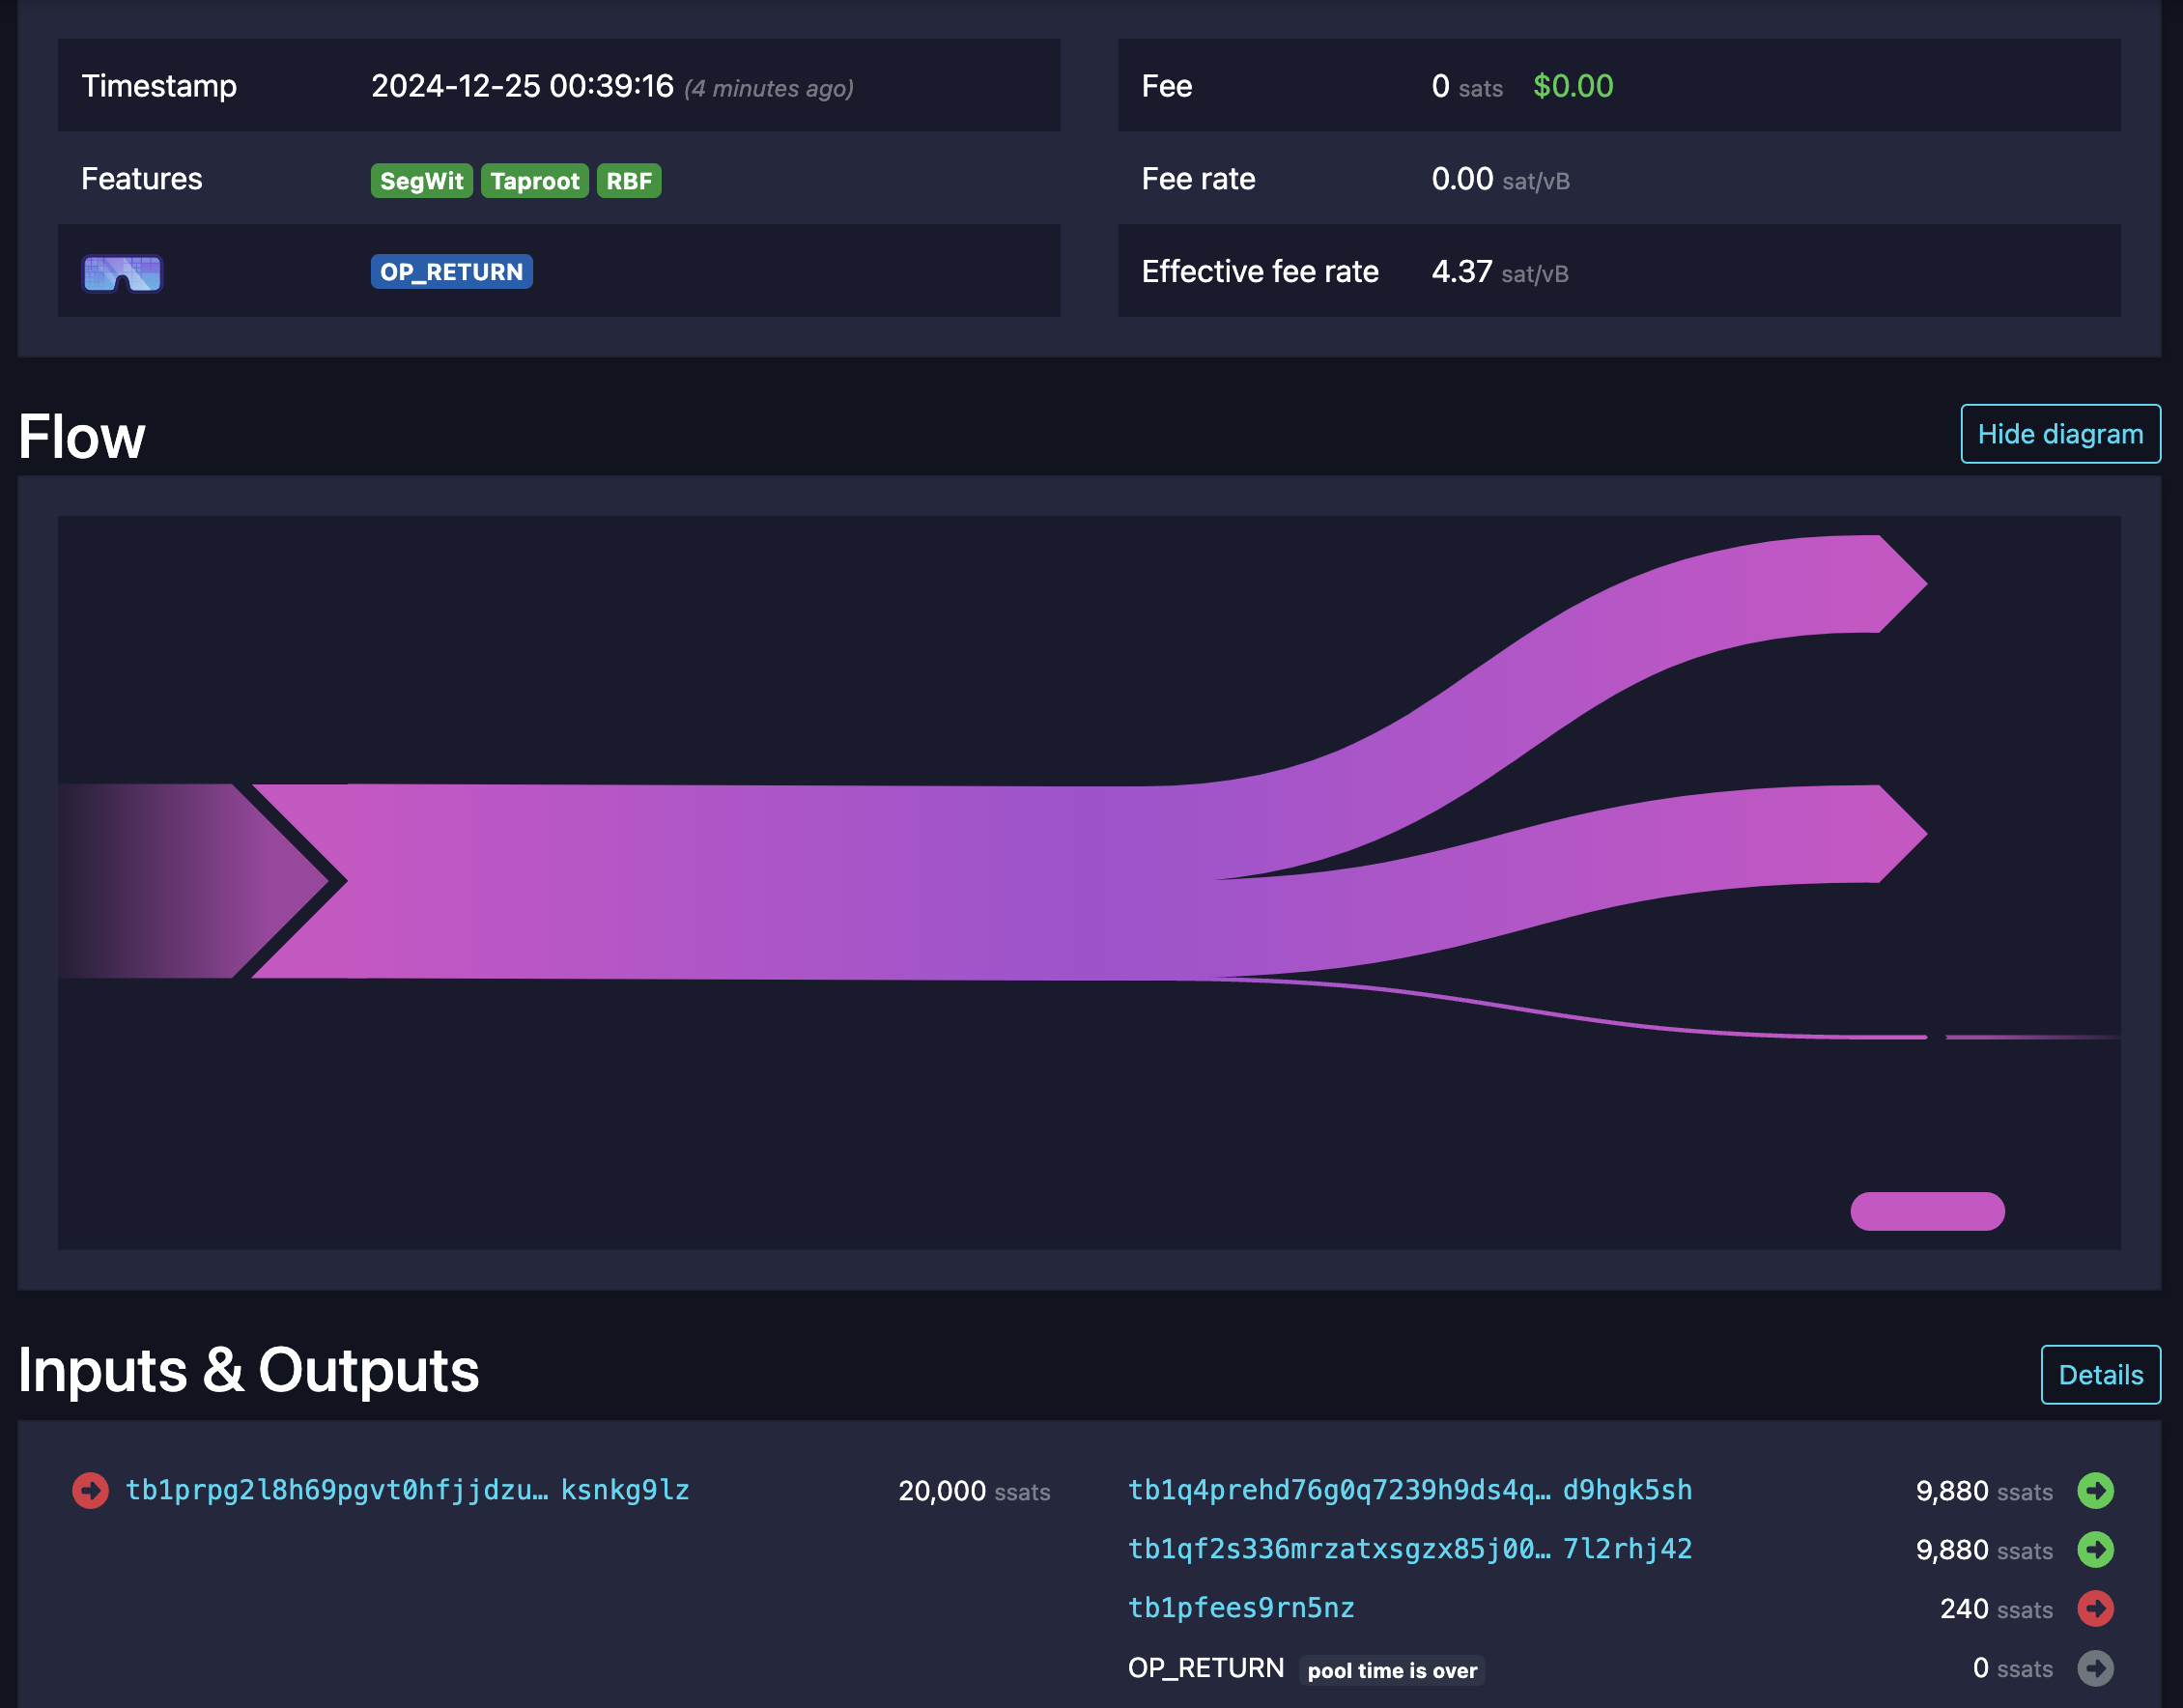 Timestamp 2024-12-25 00:39:16 (4 minutes ago)
Features SegWit Taproot RBF
OP_RETURN
Fee 0 sats $0.00
Fee rate 0.00 sat/vB
Effective fee rate 4.37 sat/vB
Flow Hide diagram
Inputs & Outputs Details
tb1prpg2l8h69pgvt0hfjjdzu… ksnkg9lz 20,000 ssats
tb1q4prehd76g0q7239h9ds4q… d9hgk5sh 9,880 ssats
tb1qf2s336mrzatxsgzx85j00… 7l2rhj42 9,880 ssats
tb1pfees9rn5nz 240 ssats
OP_RETURN pool time is over 0 ssats